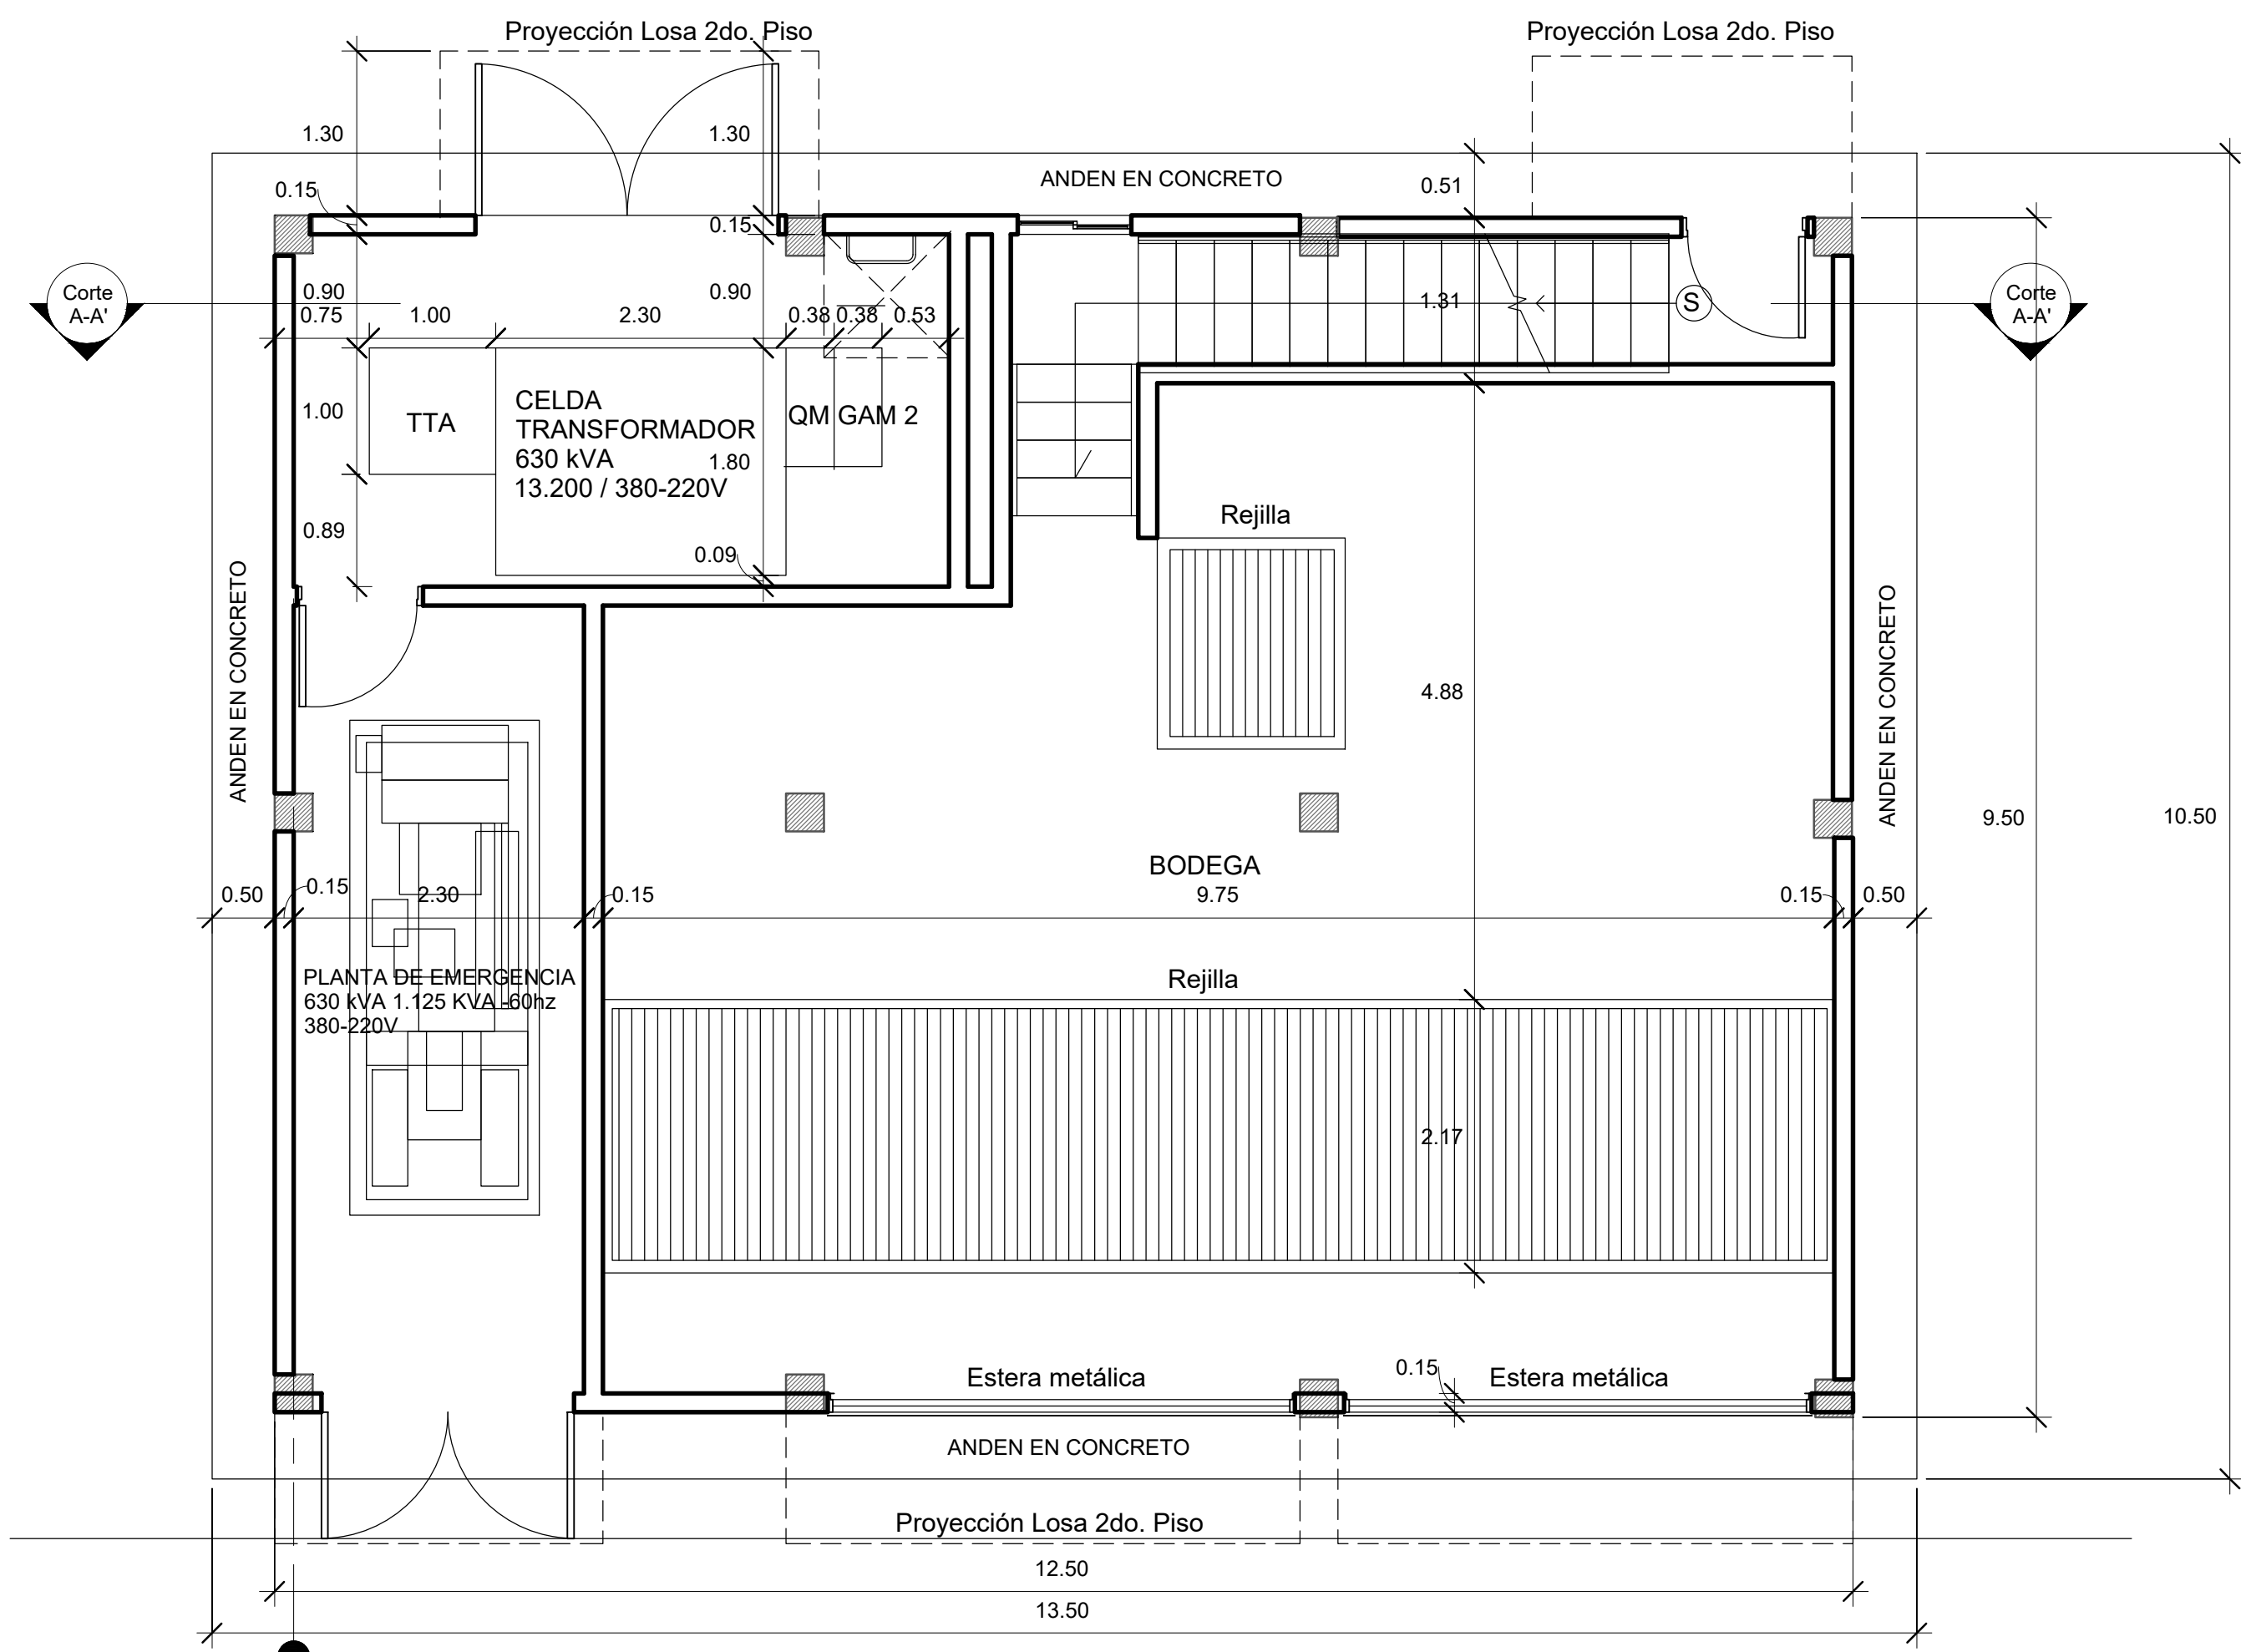 Proyección Losa 2do. Piso
Proyección Losa 2do. Piso
1.30
1.30
ANDEN EN CONCRETO
0.51
0.15
0.15
Corte
A-A'
0.90
0.90
1.31
S
Corte
A-A'
0.75
1.00
2.30
0.38
0.38
0.53
1.00
TTA
CELDA
TRANSFORMADOR
630 kVA
13.200 / 380-220V
QM GAM 2
1.80
0.89
0.09
Rejilla
ANDEN EN CONCRETO
4.88
ANDEN EN CONCRETO
9.50
10.50
BODEGA
0.50
0.15
2.30
0.15
9.75
0.15
0.50
PLANTA DE EMERGENCIA
630 kVA 1.125 KVA -60hz
380-220V
Rejilla
2.17
Estera metálica
0.15
Estera metálica
ANDEN EN CONCRETO
Proyección Losa 2do. Piso
12.50
13.50